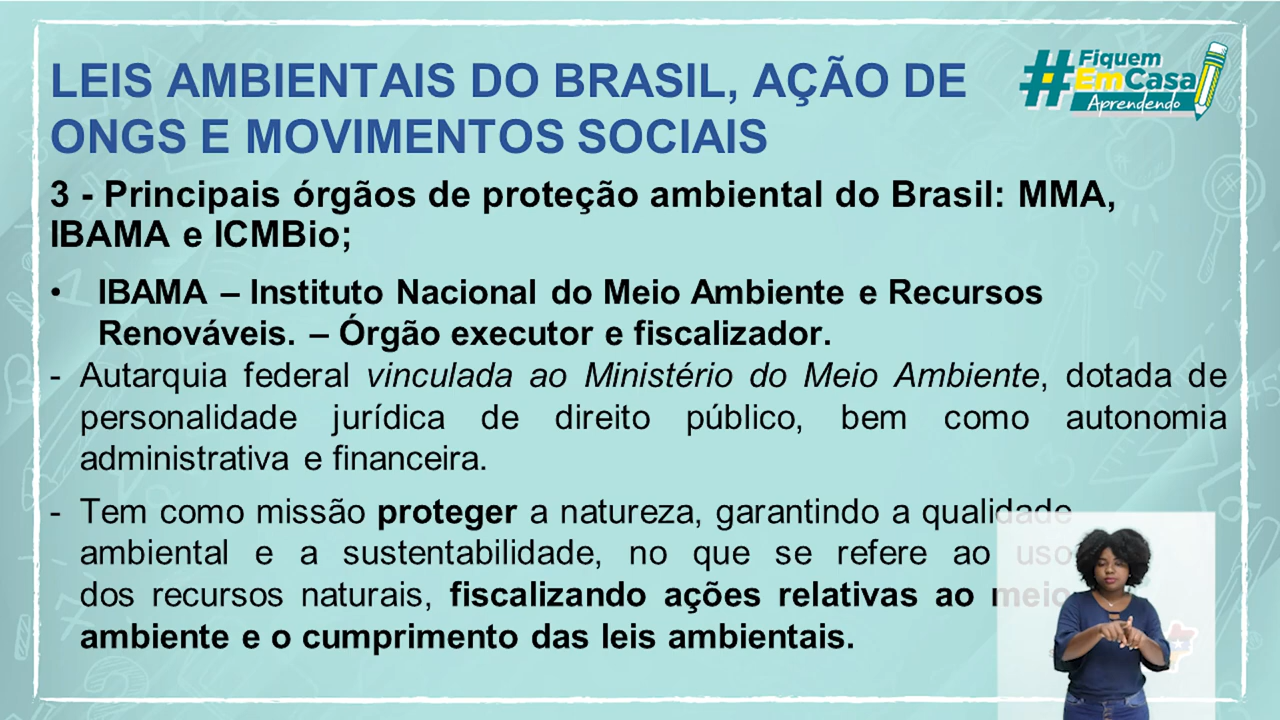 LEIS AMBIENTAIS DO BRASIL, AÇÃO DE
ONGS E MOVIMENTOS SOCIAIS
#Fiquem
EmCasa
Aprendendo
3 - Principais órgãos de proteção ambiental do Brasil: MMA,
IBAMA e ICMBio;
• IBAMA – Instituto Nacional do Meio Ambiente e Recursos
Renováveis. – Órgão executor e fiscalizador.
- Autarquia federal vinculada ao Ministério do Meio Ambiente, dotada de
personalidade jurídica de direito público, bem como autonomia
administrativa e financeira.
- Tem como missão proteger a natureza, garantindo a qualidade
ambiental e a sustentabilidade, no que se refere ao uso
dos recursos naturais, fiscalizando ações relativas ao meio
ambiente e o cumprimento das leis ambientais.